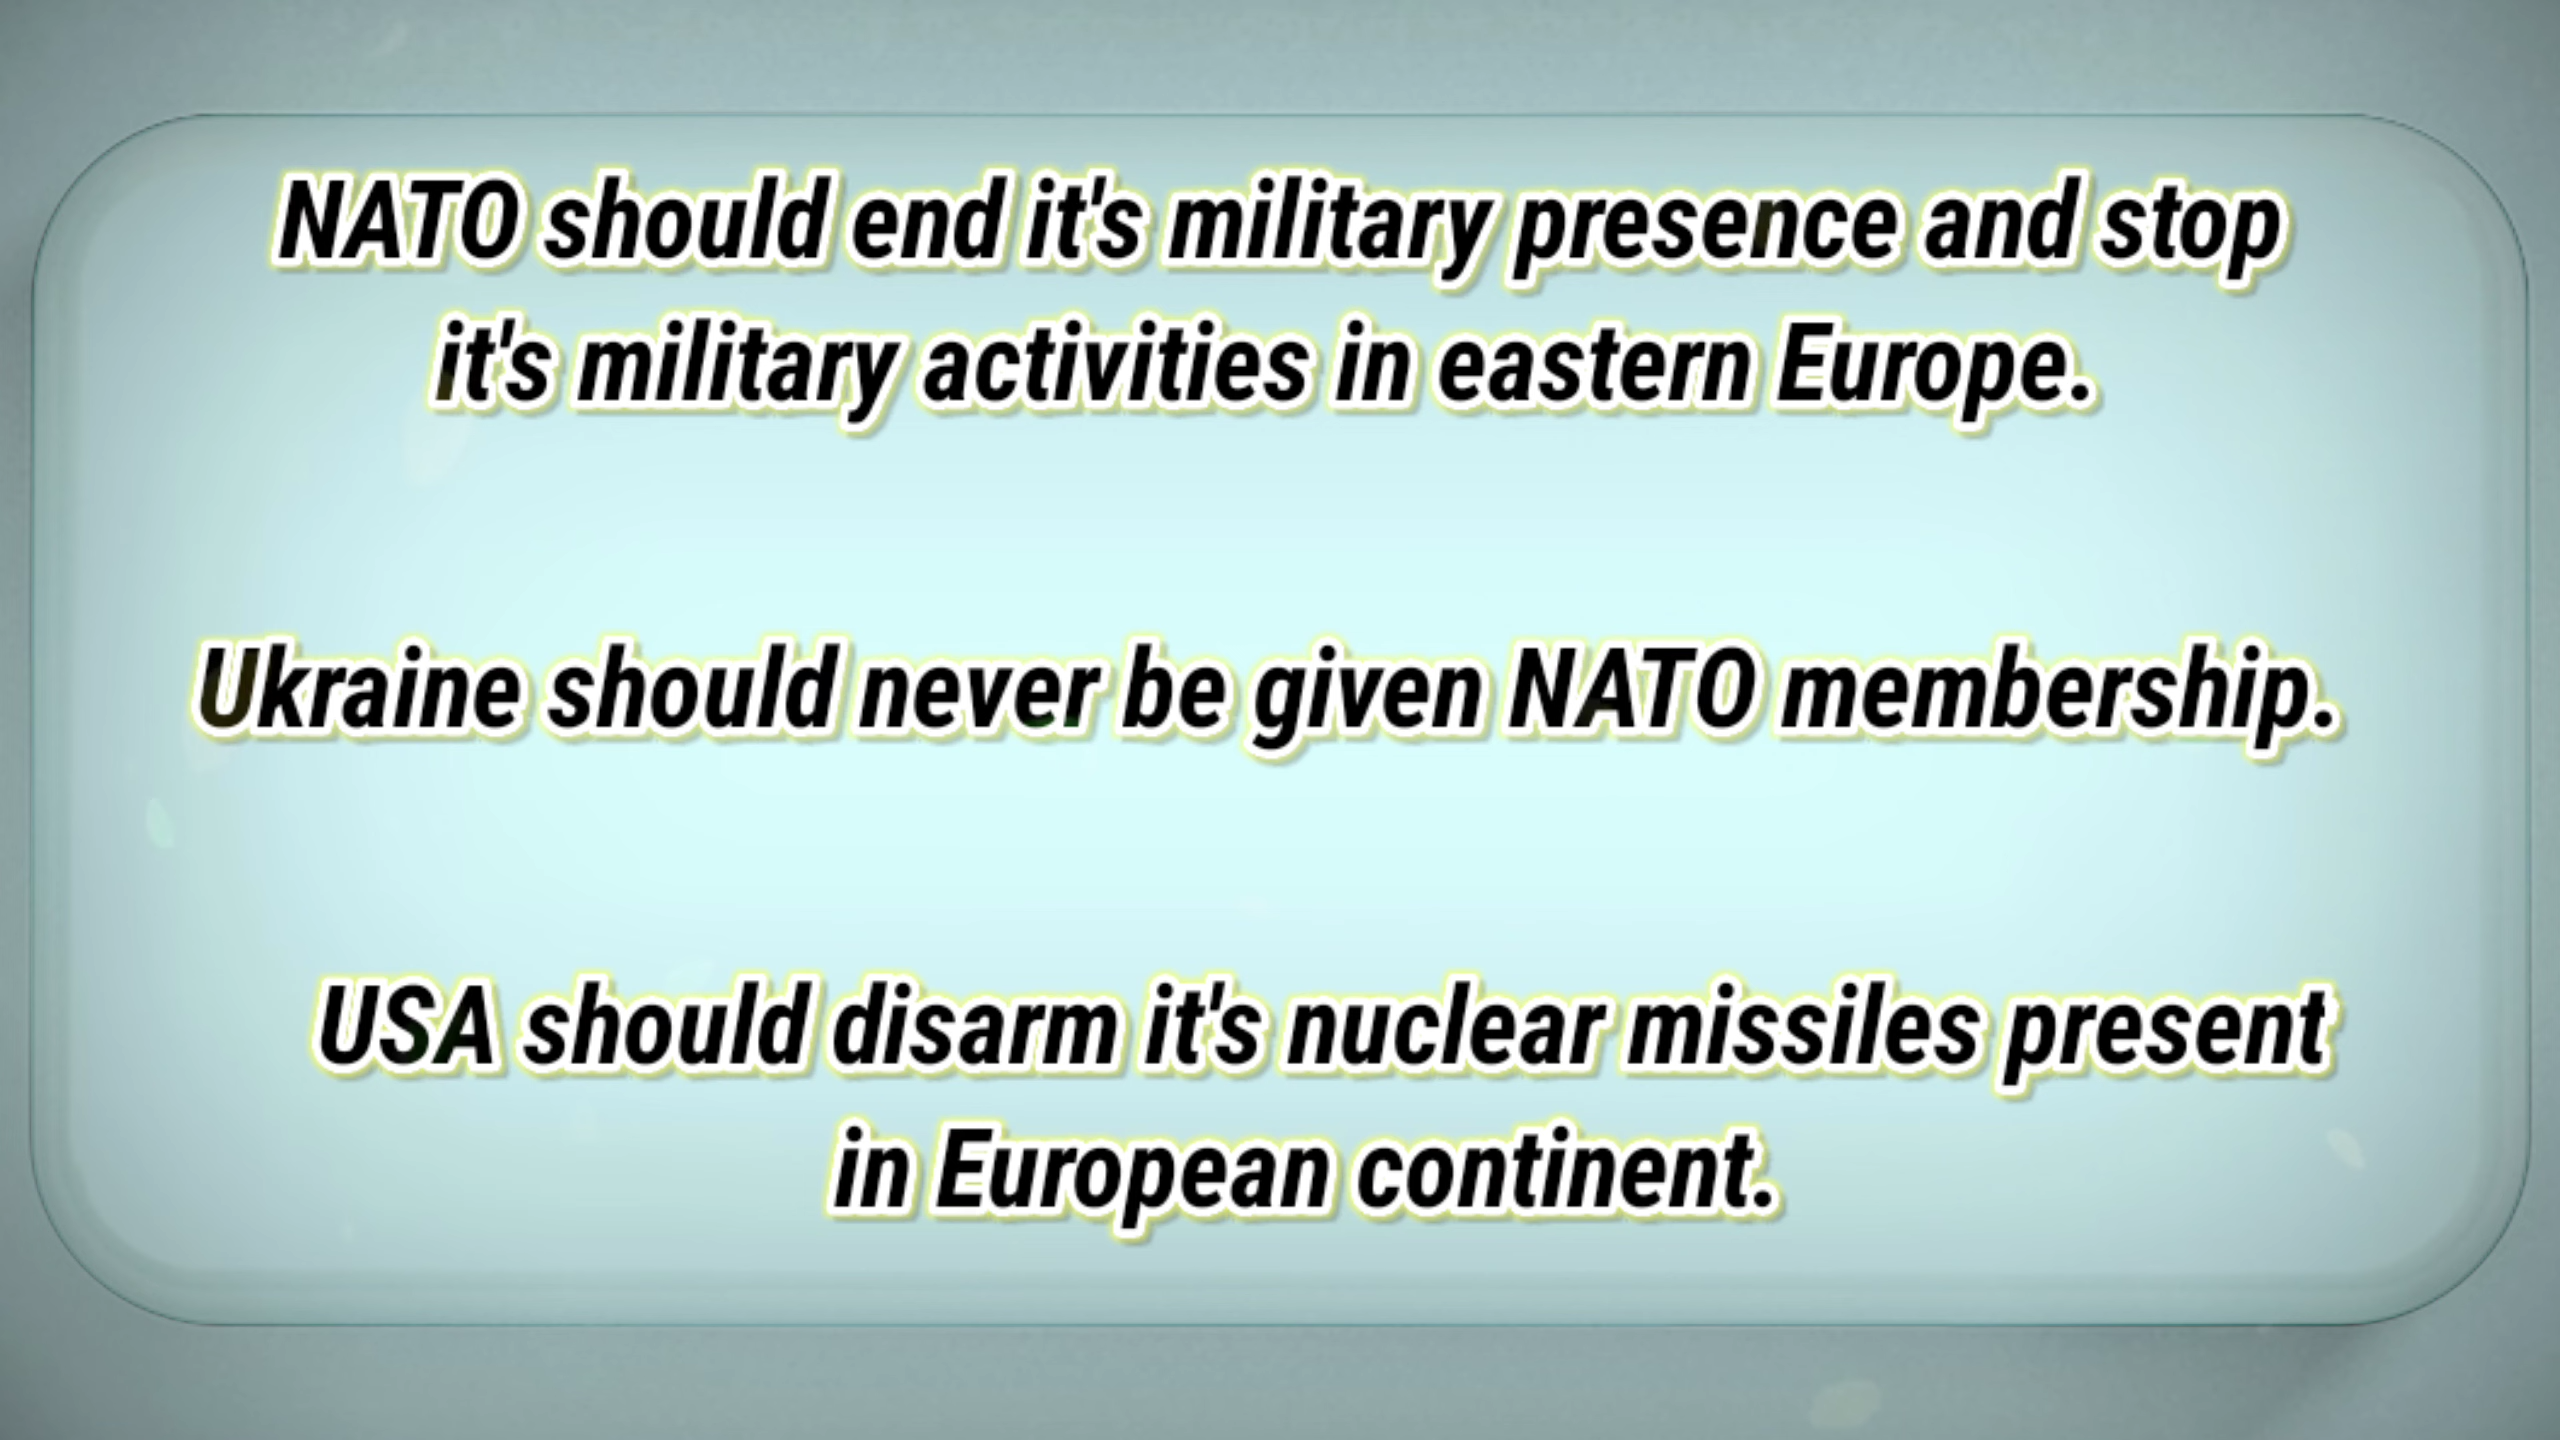 NATO should end it's military presence and stop
it's military activities in eastern Europe.
Ukraine should never be given NATO membership.
USA should disarm it's nuclear missiles present
in European continent.